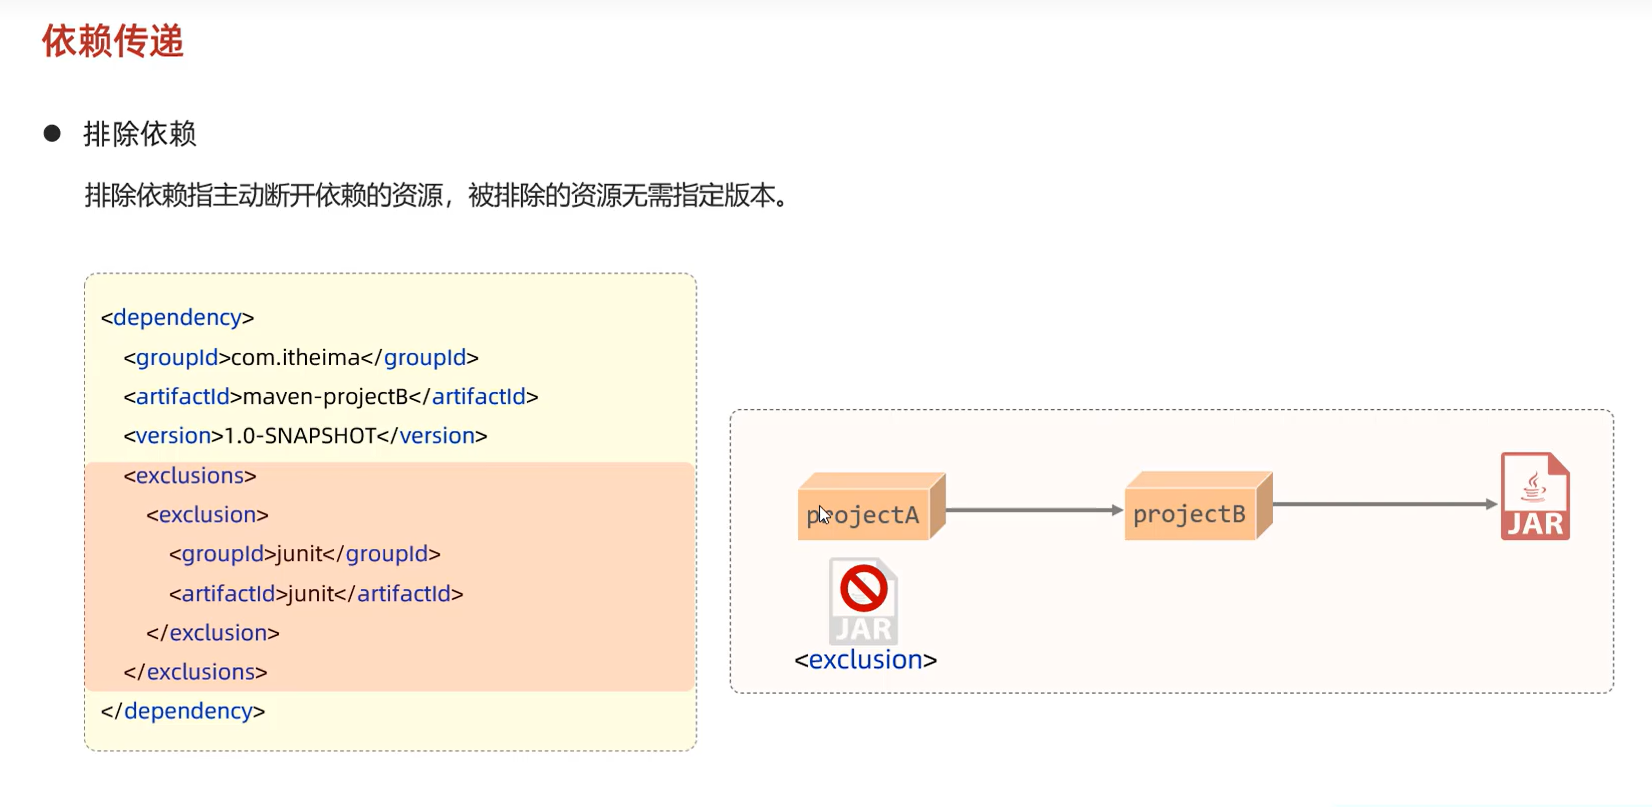 依赖传递
排除依赖
排除依赖指主动断开依赖的资源，被排除的资源无需指定版本。
<dependency>
<groupId>com.itheima</groupId>
<artifactId>maven-projectB</artifactId>
<version>1.0-SNAPSHOT</version>
<exclusions>
<exclusion>
<groupId>junit</groupId>
<artifactId>junit</artifactId>
</exclusion>
</exclusions>
</dependency>
projectA
projectB
JAR
JAR
<exclusion>